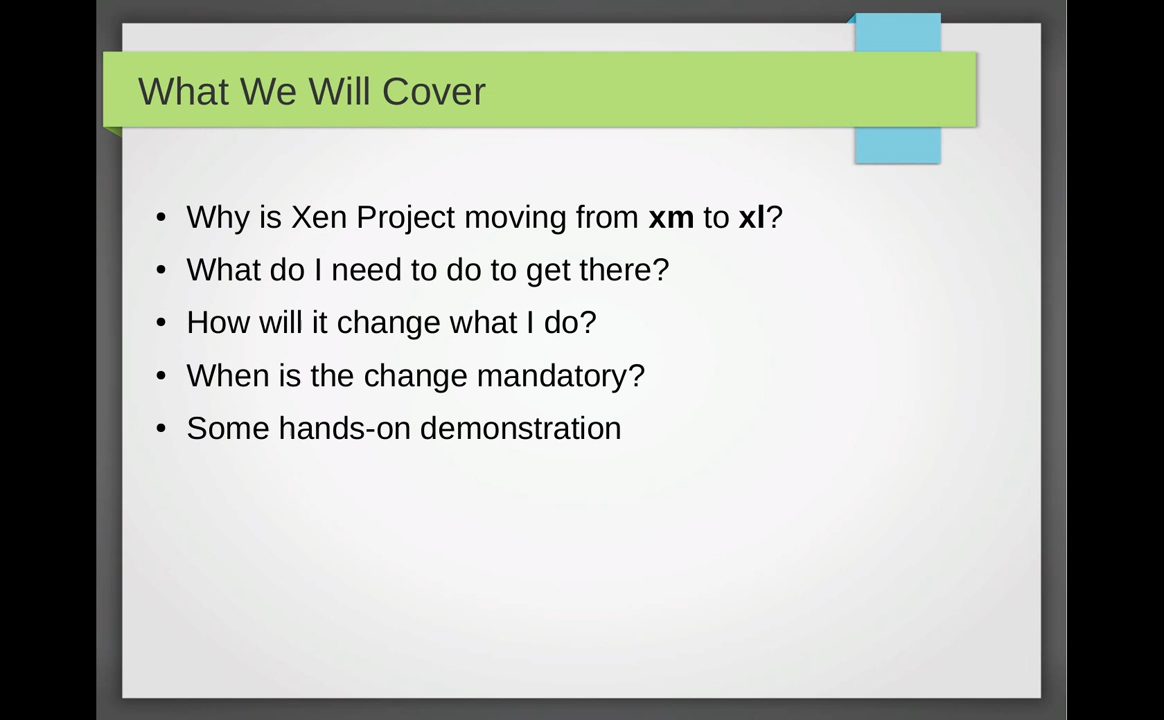 What We Will Cover
• Why is Xen Project moving from xm to xl?
• What do I need to do to get there?
• How will it change what I do?
• When is the change mandatory?
• Some hands-on demonstration